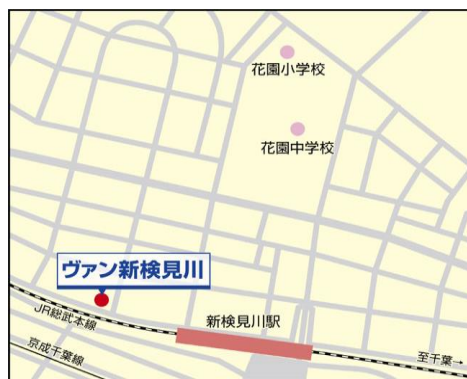 花園小学校
花園中学校
ヴァン新検見川
JR総武本線
新検見川駅
京成千葉線
至千葉→